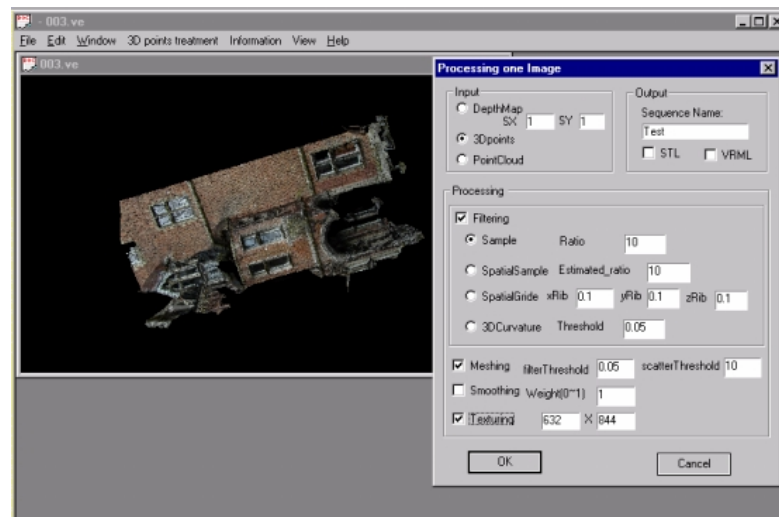 - 003.ve
File Edit Window 3D points treatment Information View Help
003.ve
Processing one Image
Input
DepthMap
SX 1 SY 1
3Dpoints
PointCloud
Output
Sequence Name:
Test
STL VRML
Processing
Filtering
Sample Ratio 10
SpatialSample Estimated_ratio 10
SpatialGride xRib 0.1 yRib 0.1 zRib 0.1
3DCurvature Threshold 0.05
Meshing filterThreshold 0.05 scatterThreshold 10
Smoothing Weight(0~1) 1
Texturing 632 X 844
OK Cancel